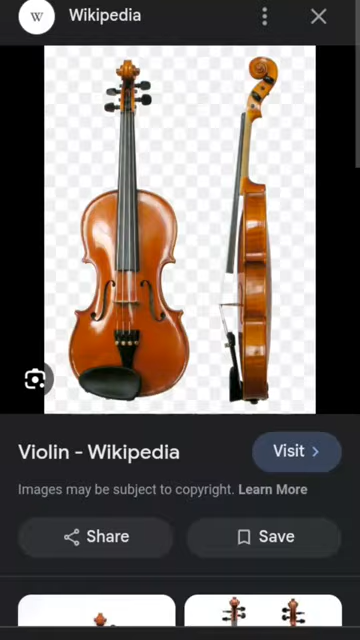 W
Wikipedia
Violin - Wikipedia
Visit
Images may be subject to copyright. Learn More
Share
Save